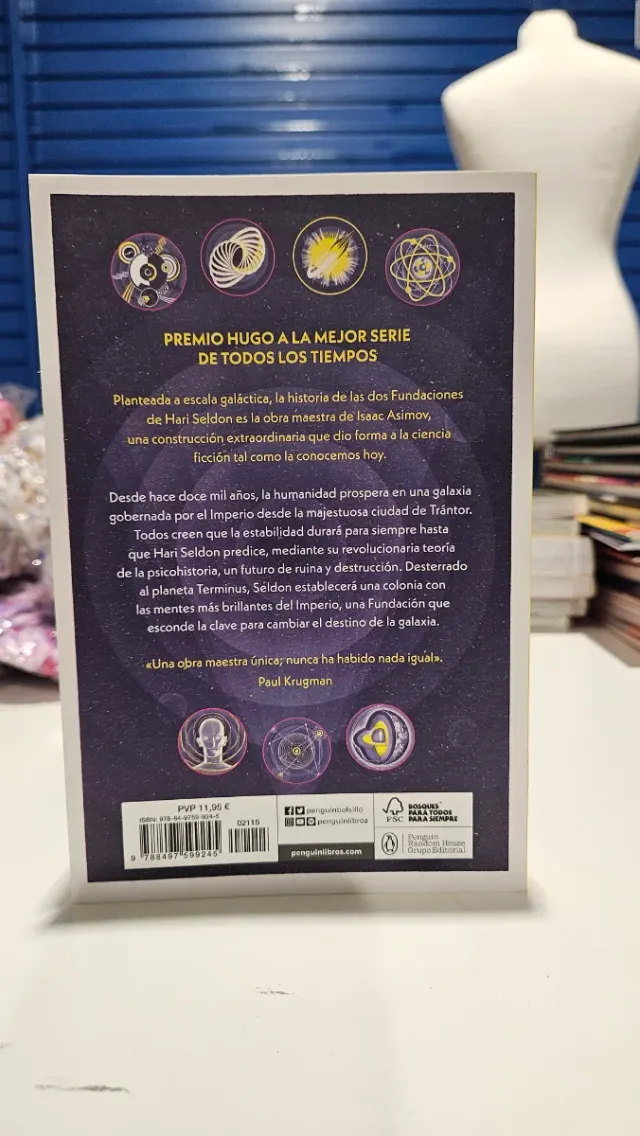 PREMIO HUGO A LA MEJOR SERIE
DE TODOS LOS TIEMPOS
Planteada a escala galáctica, la historia de las dos Fundaciones
de Hari Seldon es la obra maestra de Isaac Asimov,
una construcción extraordinaria que dio forma a la ciencia
ficción tal como la conocemos hoy.
Desde hace doce mil años, la humanidad prospera en una galaxia
gobernada por el Imperio desde la majestuosa ciudad de Trántor.
Todos creen que la estabilidad durará para siempre hasta
que Hari Seldon predice, mediante su revolucionaria teoría
de la psicohistoria, un futuro de ruina y destrucción. Desterrado
al planeta Terminus, Seldon establecerá una colonia con
las mentes más brillantes del Imperio, una Fundación que
esconde la clave para cambiar el destino de la galaxia.
«Una obra maestra única; nunca ha habido nada igual».
Paul Krugman
PVP 11,95 €
ISBN: 978-84-9759-924-5
02115
9 788497 599245
penguinbolsillo
penguinlibros
penguinlibros.com
FSC
BOSQUES™
PARA TODOS
PARA SIEMPRE
Penguin
Random House
Grupo Editorial